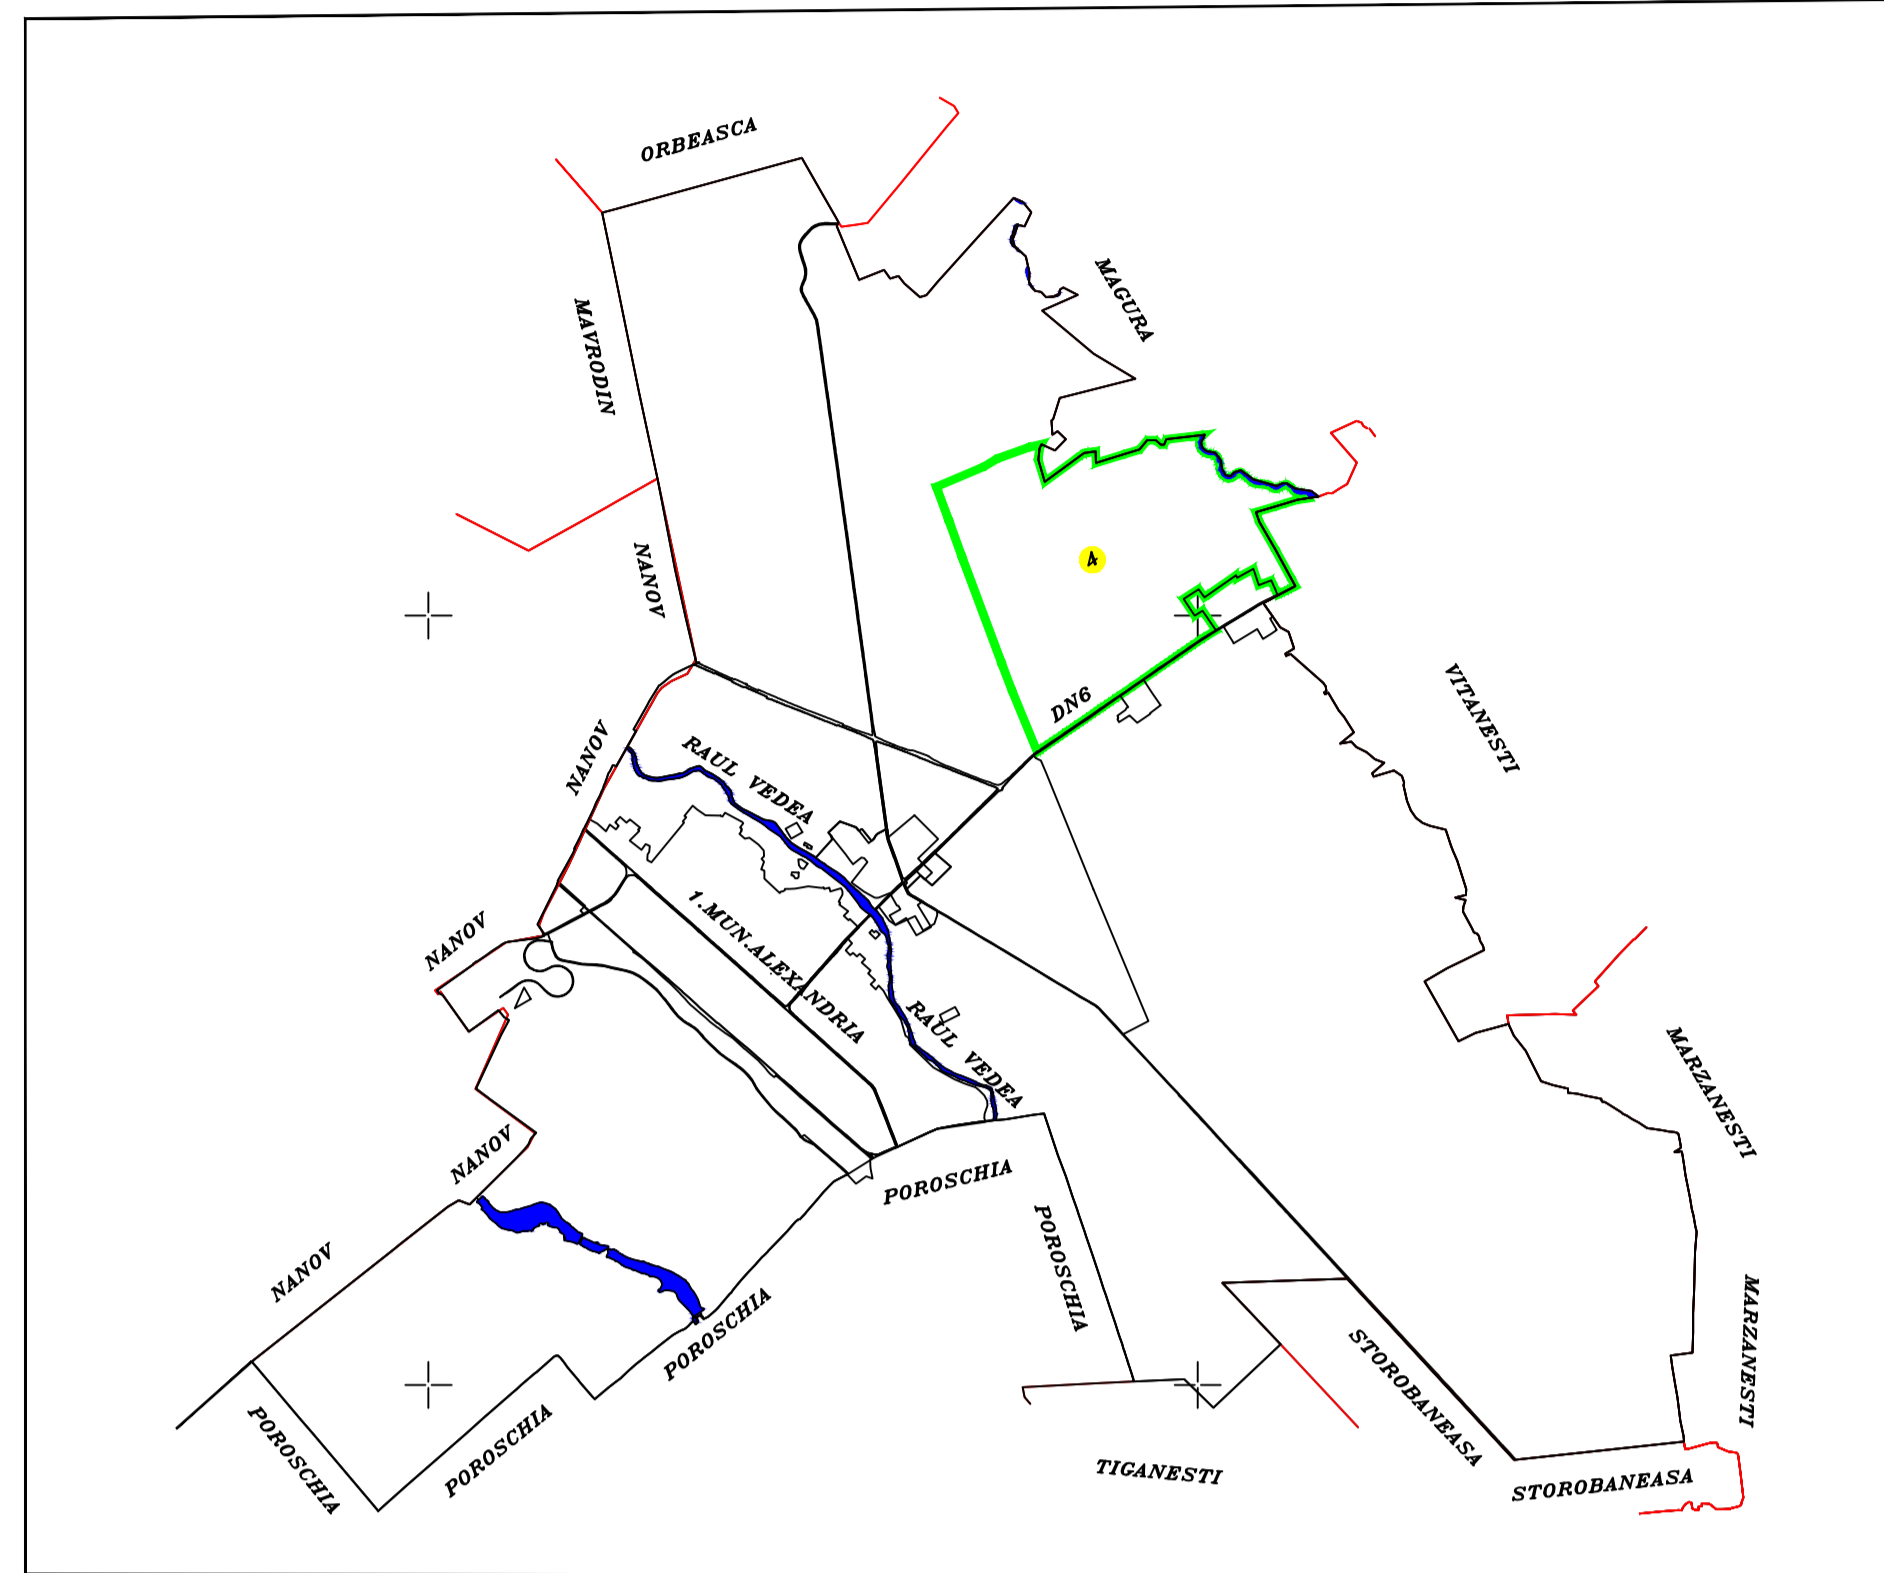 ORBEASCA
MAGURA
MAVRODIN
4
NANOV
VITANESTI
DN6
NANOV
RAUL VEDEA
1.MUN.ALEXANDRIA
NANOV
RAUL VEDEA
MARZANESTI
NANOV
POROSCHIA
POROSCHIA
NANOV
POROSCHIA
MARZANESTI
STOROBANEASA
POROSCHIA
POROSCHIA
TIGANESTI
STOROBANEASA